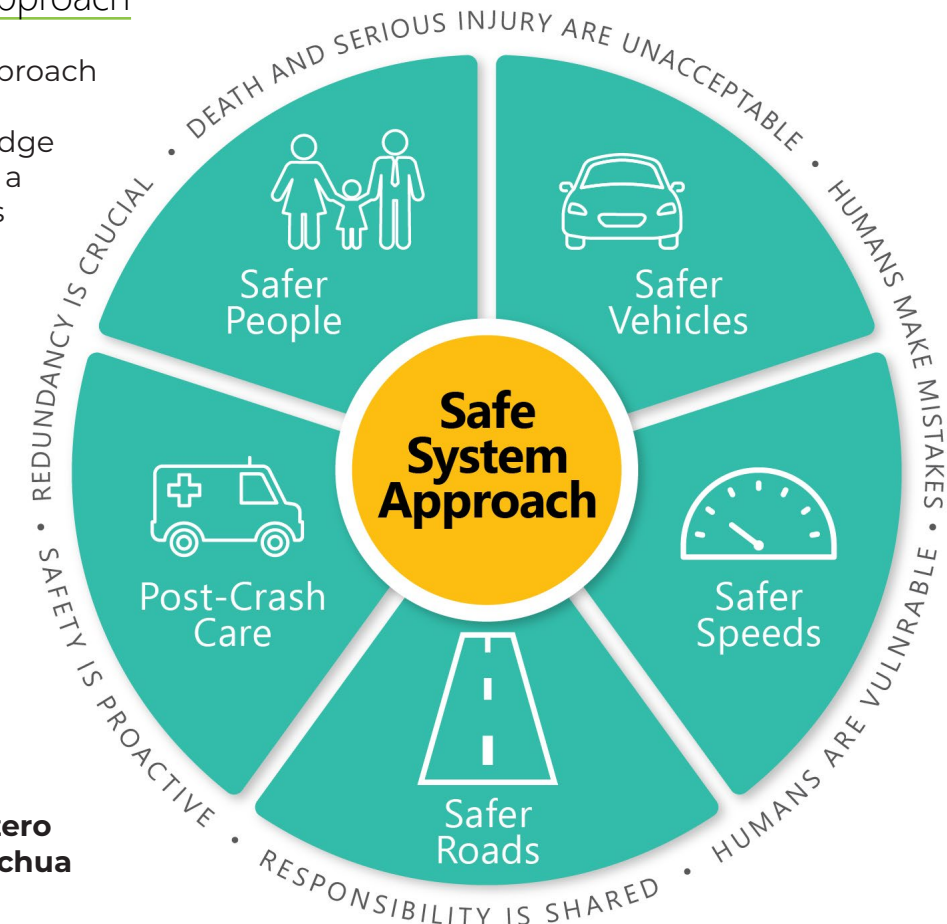 pproach
proach
dge
a
s
DEATH AND SERIOUS INJURY ARE UNACCEPTABLE •
HUMANS MAKE MISTAKES •
HUMANS ARE VULNRABLE •
RESPONSIBILITY IS SHARED •
SAFETY IS PROACTIVE •
REDUNDANCY IS CRUCIAL •
Safer
People
Safer
Vehicles
Safe
System
Approach
Post-Crash
Care
Safer
Speeds
Safer
Roads
zero
chua